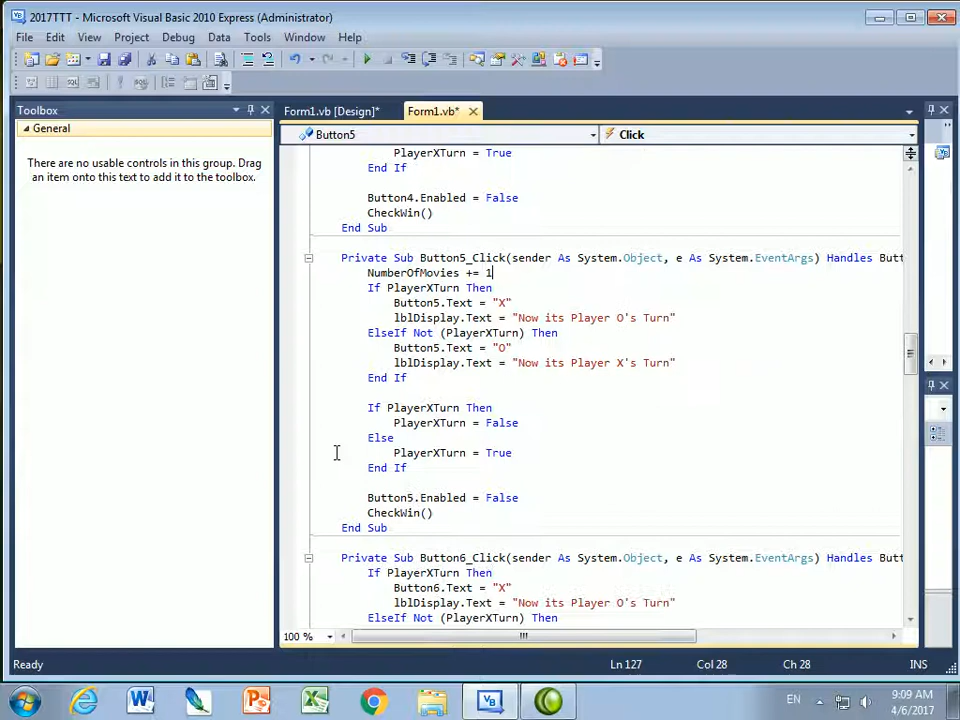 2017TTT - Microsoft Visual Basic 2010 Express (Administrator)
File Edit View Project Debug Data Tools Window Help
Toolbox
General
There are no usable controls in this group. Drag
an item onto this text to add it to the toolbox.
Form1.vb [Design]* Form1.vb*
Button5 Click
PlayerXTurn = True
End If
Button4.Enabled = False
CheckWin()
End Sub
Private Sub Button5_Click(sender As System.Object, e As System.EventArgs) Handles Butt
NumberOfMovies += 1
If PlayerXTurn Then
Button5.Text = "X"
lblDisplay.Text = "Now its Player O's Turn"
ElseIf Not (PlayerXTurn) Then
Button5.Text = "O"
lblDisplay.Text = "Now its Player X's Turn"
End If
If PlayerXTurn Then
PlayerXTurn = False
Else
PlayerXTurn = True
End If
Button5.Enabled = False
CheckWin()
End Sub
Private Sub Button6_Click(sender As System.Object, e As System.EventArgs) Handles Butt
If PlayerXTurn Then
Button6.Text = "X"
lblDisplay.Text = "Now its Player O's Turn"
ElseIf Not (PlayerXTurn) Then
100 %
Ready Ln 127 Col 28 Ch 28 INS
EN 9:09 AM
4/6/2017